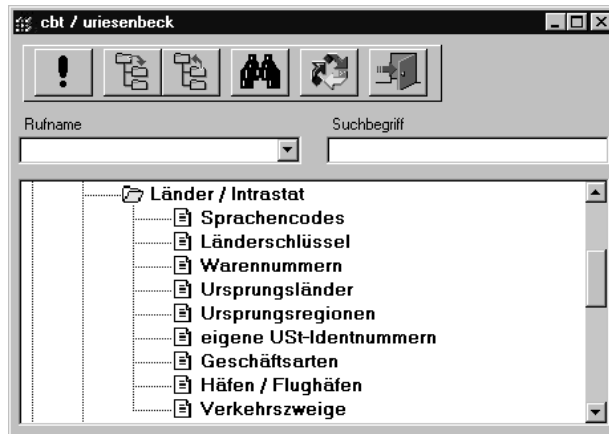 cbt / uriesenbeck
Rufname
Suchbegriff
Länder / Intrastat
Sprachencodes
Länderschlüssel
Warennummern
Ursprungsländer
Ursprungsregionen
eigene USt-Identnummern
Geschäftsarten
Häfen / Flughäfen
Verkehrszweige